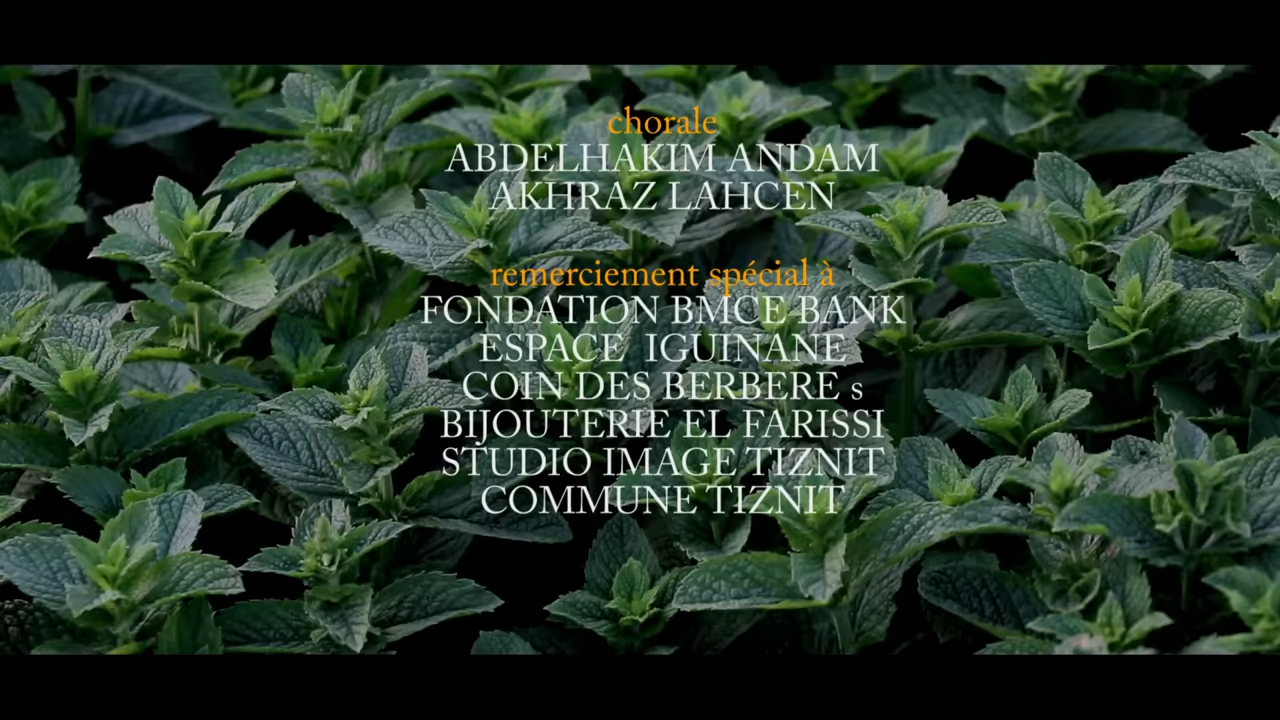 chorale
ABDELHAKIM ANDAM
AKHRAZ LAHCEN
remerciement spécial à
FONDATION BMCE BANK
ESPACE IGUINANE
COIN DES BERBERE s
BIJOUTERIE EL FARISSI
STUDIO IMAGE TIZNIT
COMMUNE TIZNIT